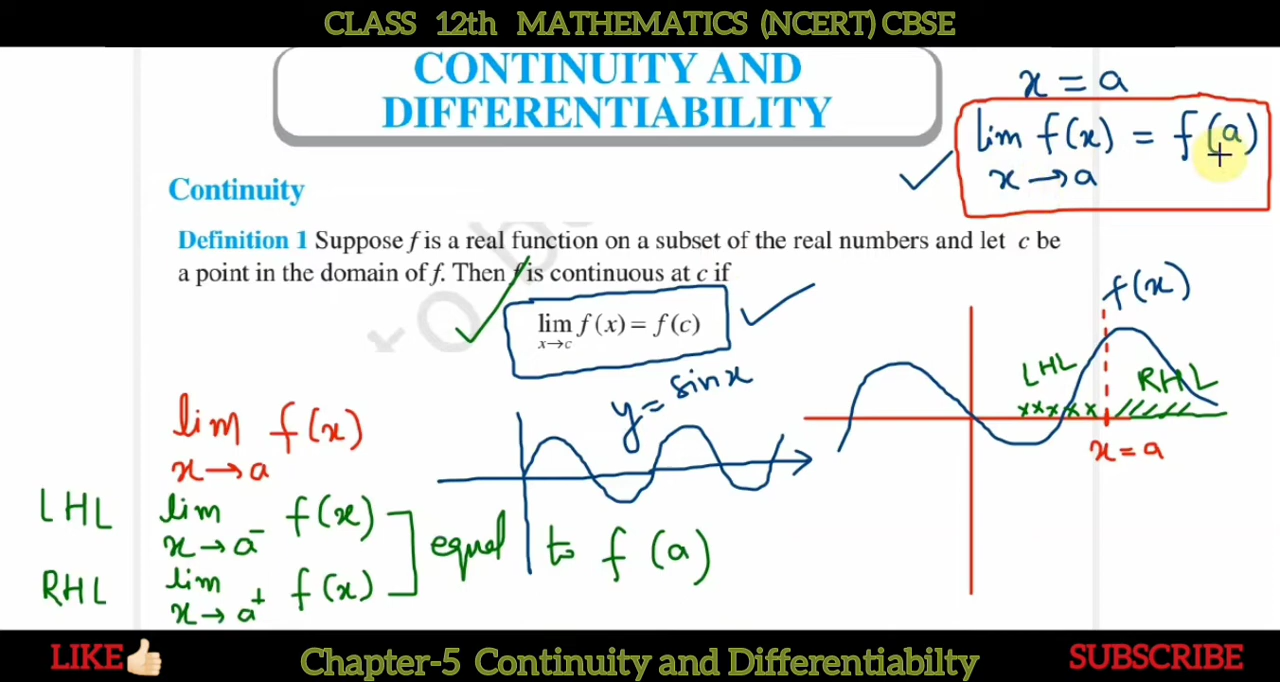 CLASS 12th MATHEMATICS (NCERT) CBSE
CONTINUITY AND
DIFFERENTIABILITY
x = a
lim f(x) = f(a)
x → a
Continuity
Definition 1 Suppose f is a real function on a subset of the real numbers and let c be
a point in the domain of f. Then f is continuous at c if
lim f (x) = f (c)
x→c
f(x)
LHL
RHL
x = a
y = sinx
lim f(x)
x → a
LHL lim f(x)
x → a⁻
RHL lim f(x)
x → a⁺
equal to f(a)
LIKE👍🏻
Chapter-5 Continuity and Differentiabilty
SUBSCRIBE